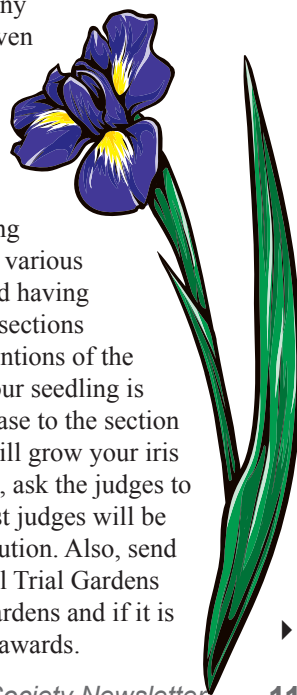 ny
ven
ng
various
d having
sections
entions of the
our seedling is
ase to the section
ill grow your iris
, ask the judges to
st judges will be
ution. Also, send
l Trial Gardens
ardens and if it is
awards.
Society Newsletter